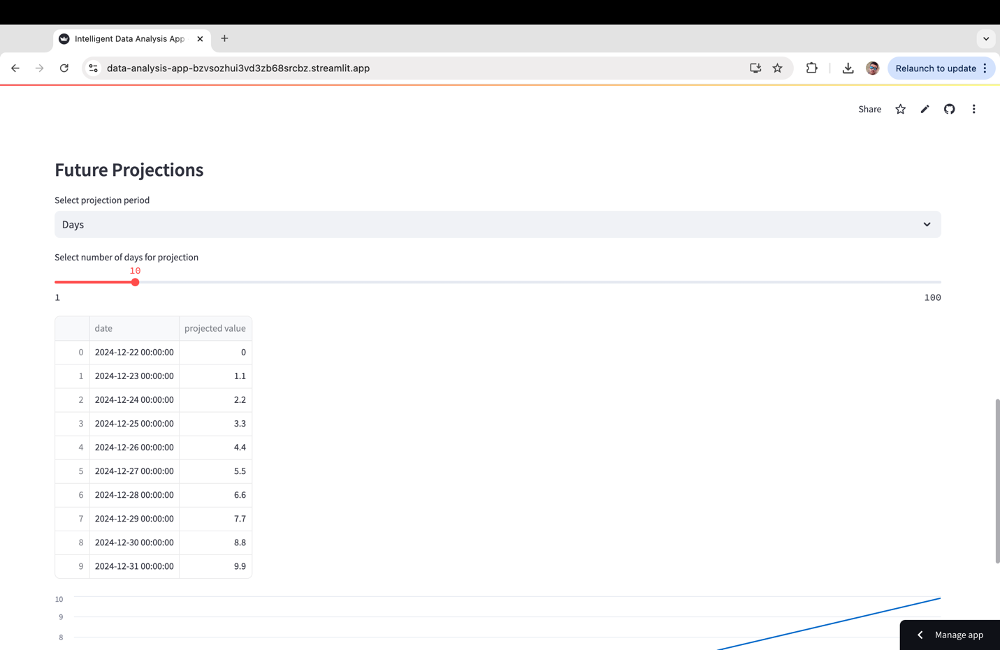 Intelligent Data Analysis App
data-analysis-app-bzvsozhui3vd3zb68srcbz.streamlit.app
Relaunch to update
Share
Future Projections
Select projection period
Days
Select number of days for projection
10
1 100
date projected value
0 2024-12-22 00:00:00 0
1 2024-12-23 00:00:00 1.1
2 2024-12-24 00:00:00 2.2
3 2024-12-25 00:00:00 3.3
4 2024-12-26 00:00:00 4.4
5 2024-12-27 00:00:00 5.5
6 2024-12-28 00:00:00 6.6
7 2024-12-29 00:00:00 7.7
8 2024-12-30 00:00:00 8.8
9 2024-12-31 00:00:00 9.9
10
9
8
Manage app